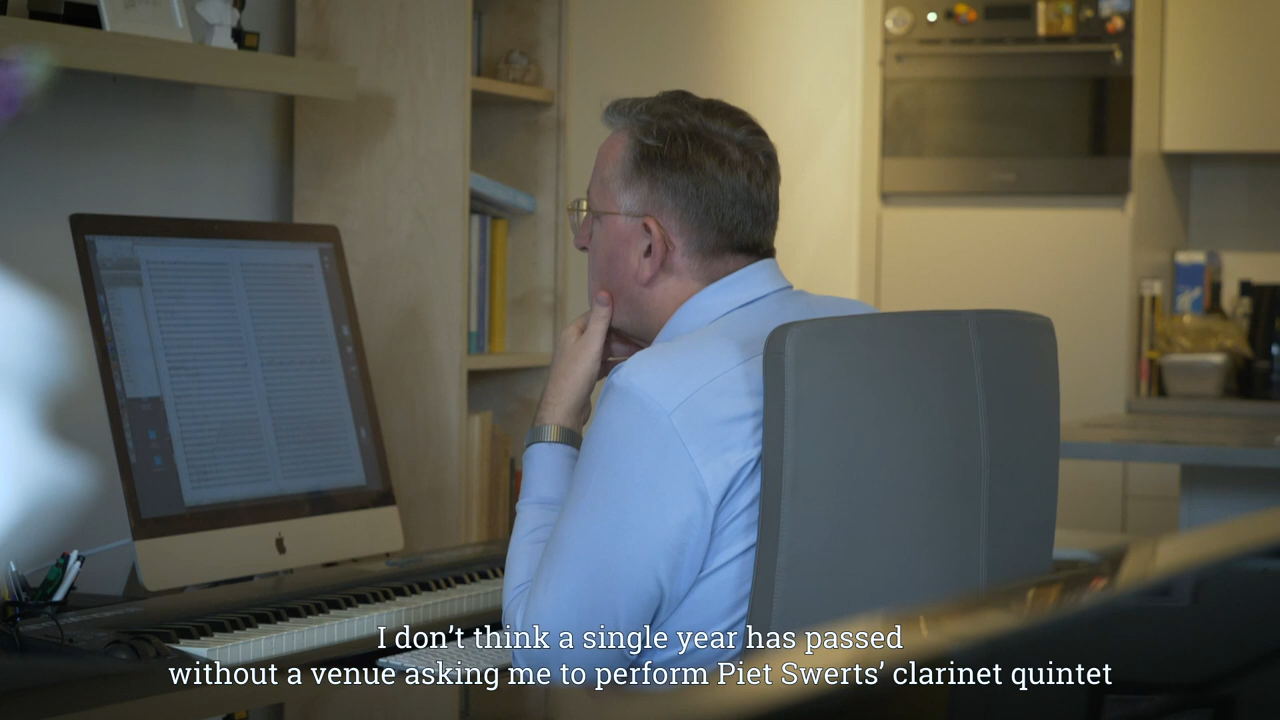 I don’t think a single year has passed
without a venue asking me to perform Piet Swerts’ clarinet quintet